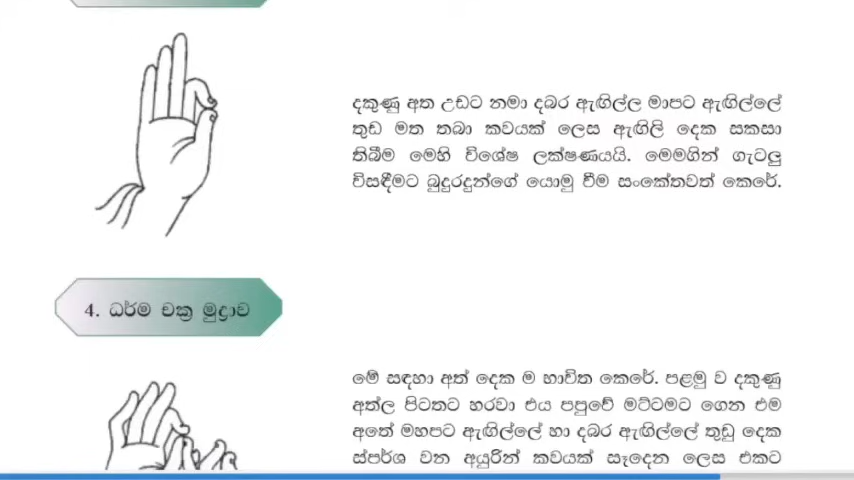 දකුණු අත උඩට නමා දබර ඇඟිල්ල මාපට ඇඟිල්ලේ
තුඩ මත තබා කවයක් ලෙස ඇඟිලි දෙක සකසා
තිබීම මෙහි විශේෂ ලක්ෂණයයි. මෙමගින් ගැටලු
විසඳීමට බුදුරදුන්ගේ යොමු වීම සංකේතවත් කෙරේ.
4. ධර්ම චක්‍ර මුද්‍රාව
මේ සඳහා අත් දෙක ම භාවිත කෙරේ. පළමු ව දකුණු
අත්ල පිටතට හරවා එය පපුවේ මට්ටමට ගෙන එම
අතේ මහපට ඇඟිල්ලේ හා දබර ඇඟිල්ලේ තුඩු දෙක
ස්පර්ශ වන අයුරින් කවයක් සෑදෙන ලෙස එකට